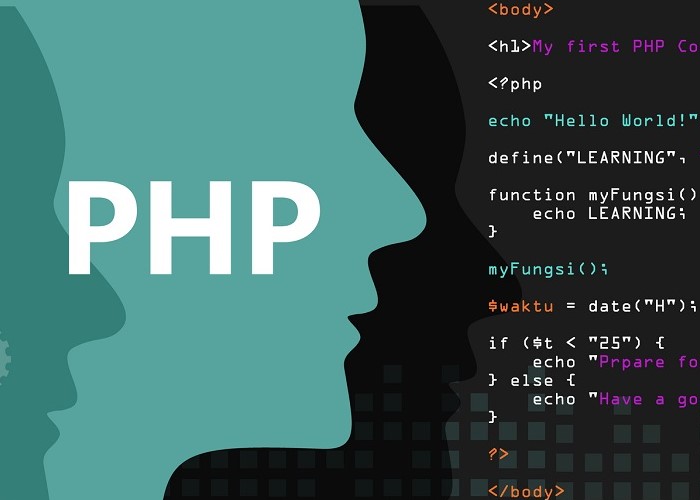 PHP
<body>
<h1>My first PHP Co
<?php
echo "Hello World!"
define("LEARNING",
function myFungsi()
echo LEARNING;
}
myFungsi();
$waktu = date("H");
if ($t < "25") {
echo "Prpare fo
} else {
echo "Have a go
}
?>
</body>